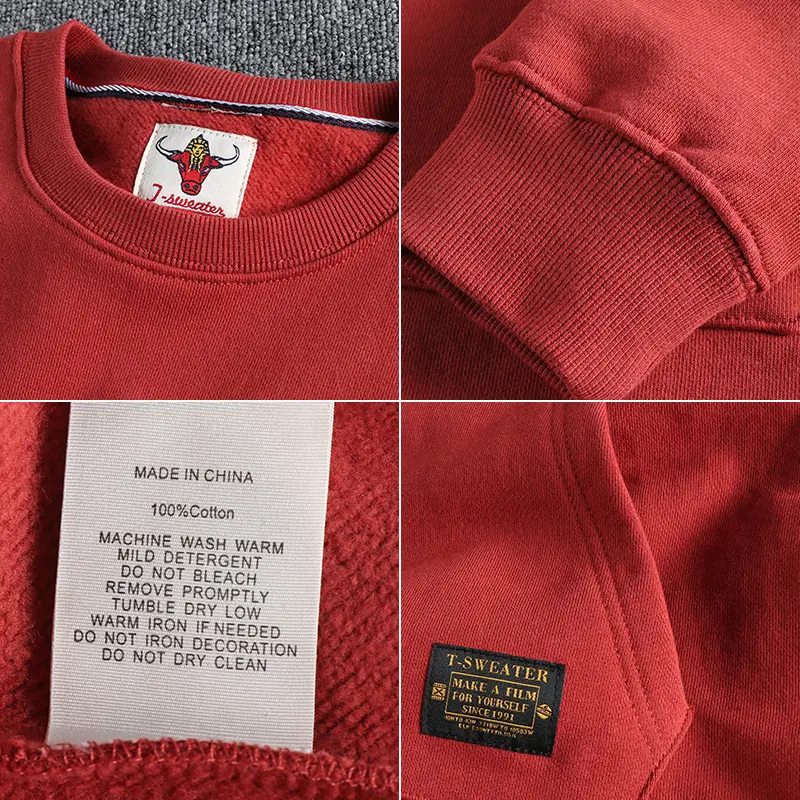 J-sweater
MADE IN CHINA
100%Cotton
MACHINE WASH WARM
MILD DETERGENT
DO NOT BLEACH
REMOVE PROMPTLY
TUMBLE DRY LOW
WARM IRON IF NEEDED
DO NOT IRON DECORATION
DO NOT DRY CLEAN
T-SWEATER
MAKE A FILM
FOR YOURSELF
SINCE 1991